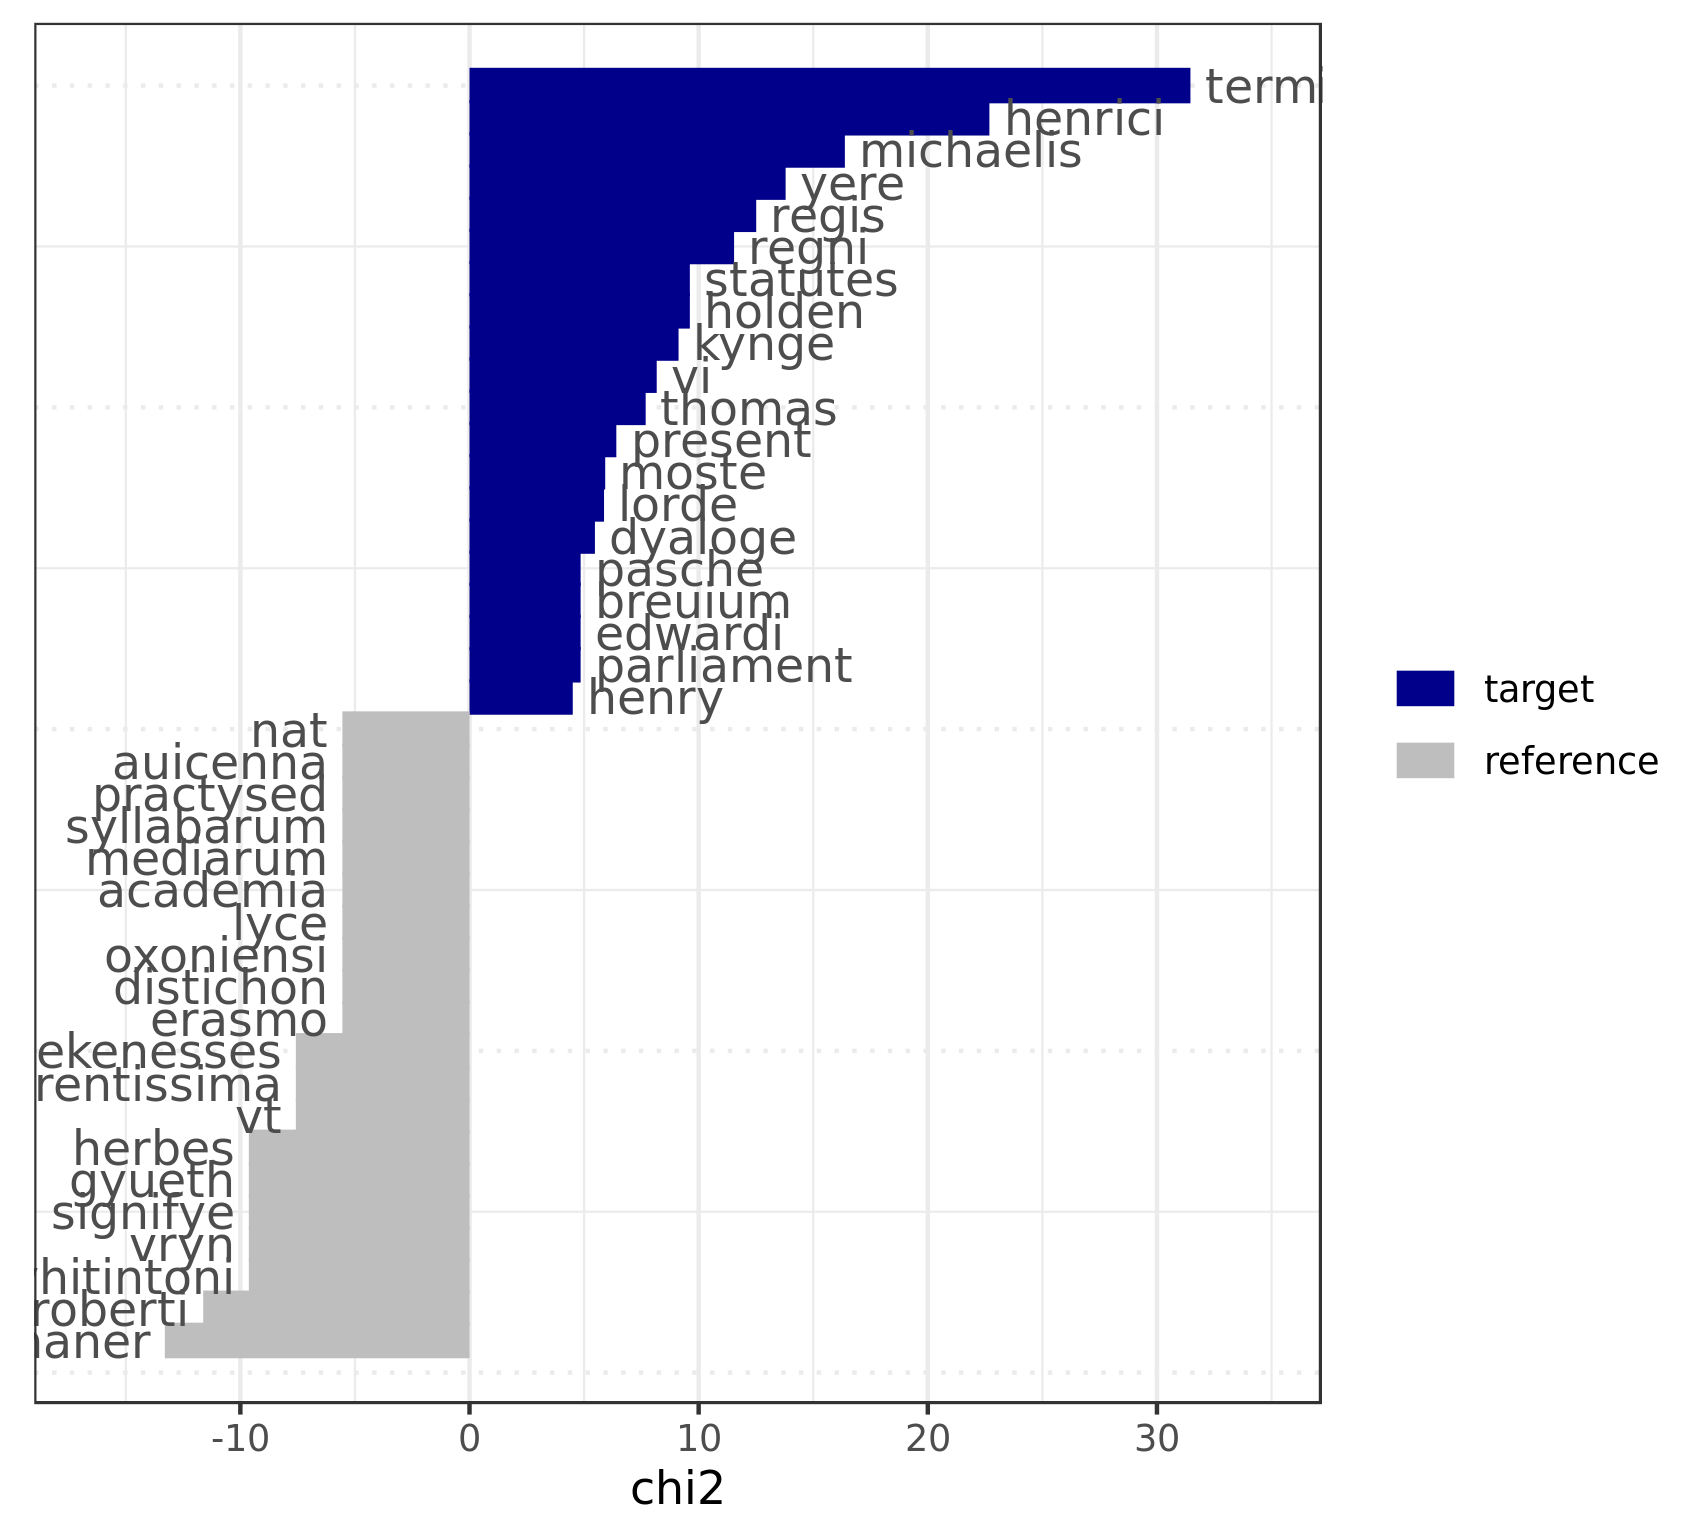 termi
henrici
michaelis
yere
regis
regni
statutes
holden
kynge
vi
thomas
present
moste
lorde
dyaloge
pasche
breuium
edwardi
parliament
henry
nat
auicenna
practysed
syllabarum
mediarum
academia
lyce
oxoniensi
distichon
erasmo
ekenesses
rentissima
vt
herbes
gyueth
signifye
vryn
hitintoni
roberti
aner
target
reference
-10 0 10 20 30
chi2